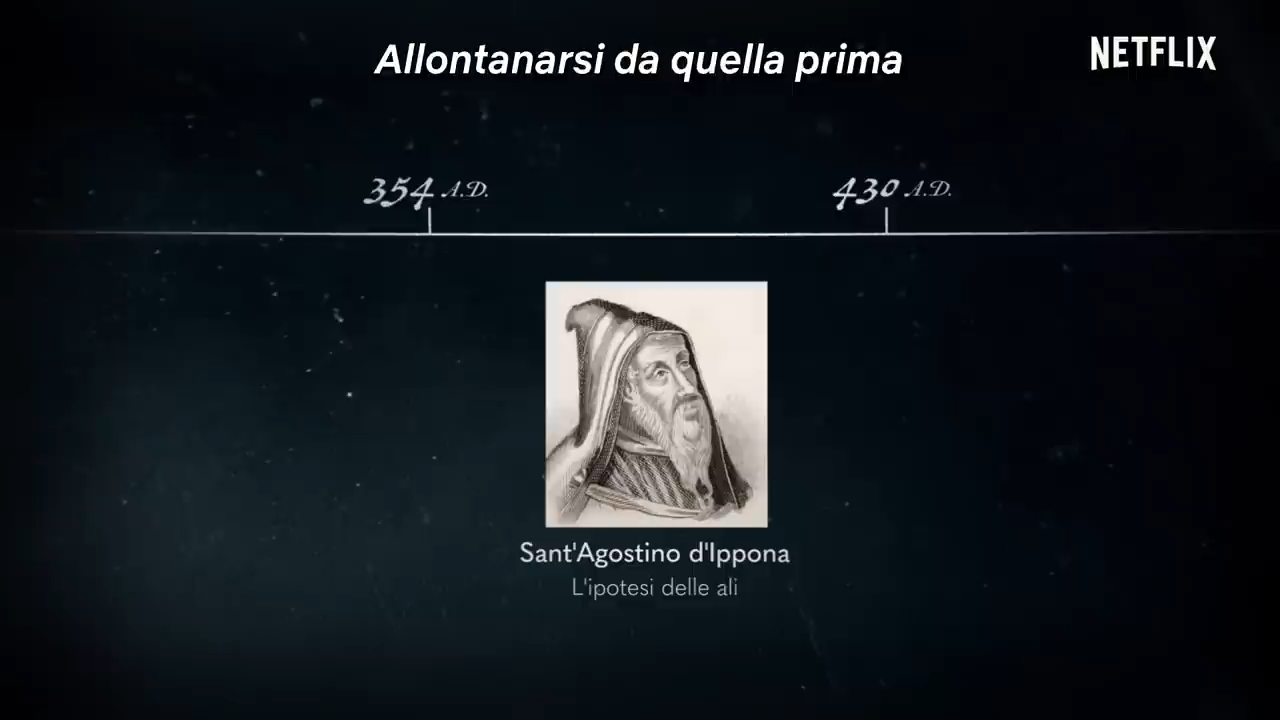 Allontanarsi da quella prima
NETFLIX
354 A.D.
430 A.D.
Sant'Agostino d'Ippona
L'ipotesi delle ali